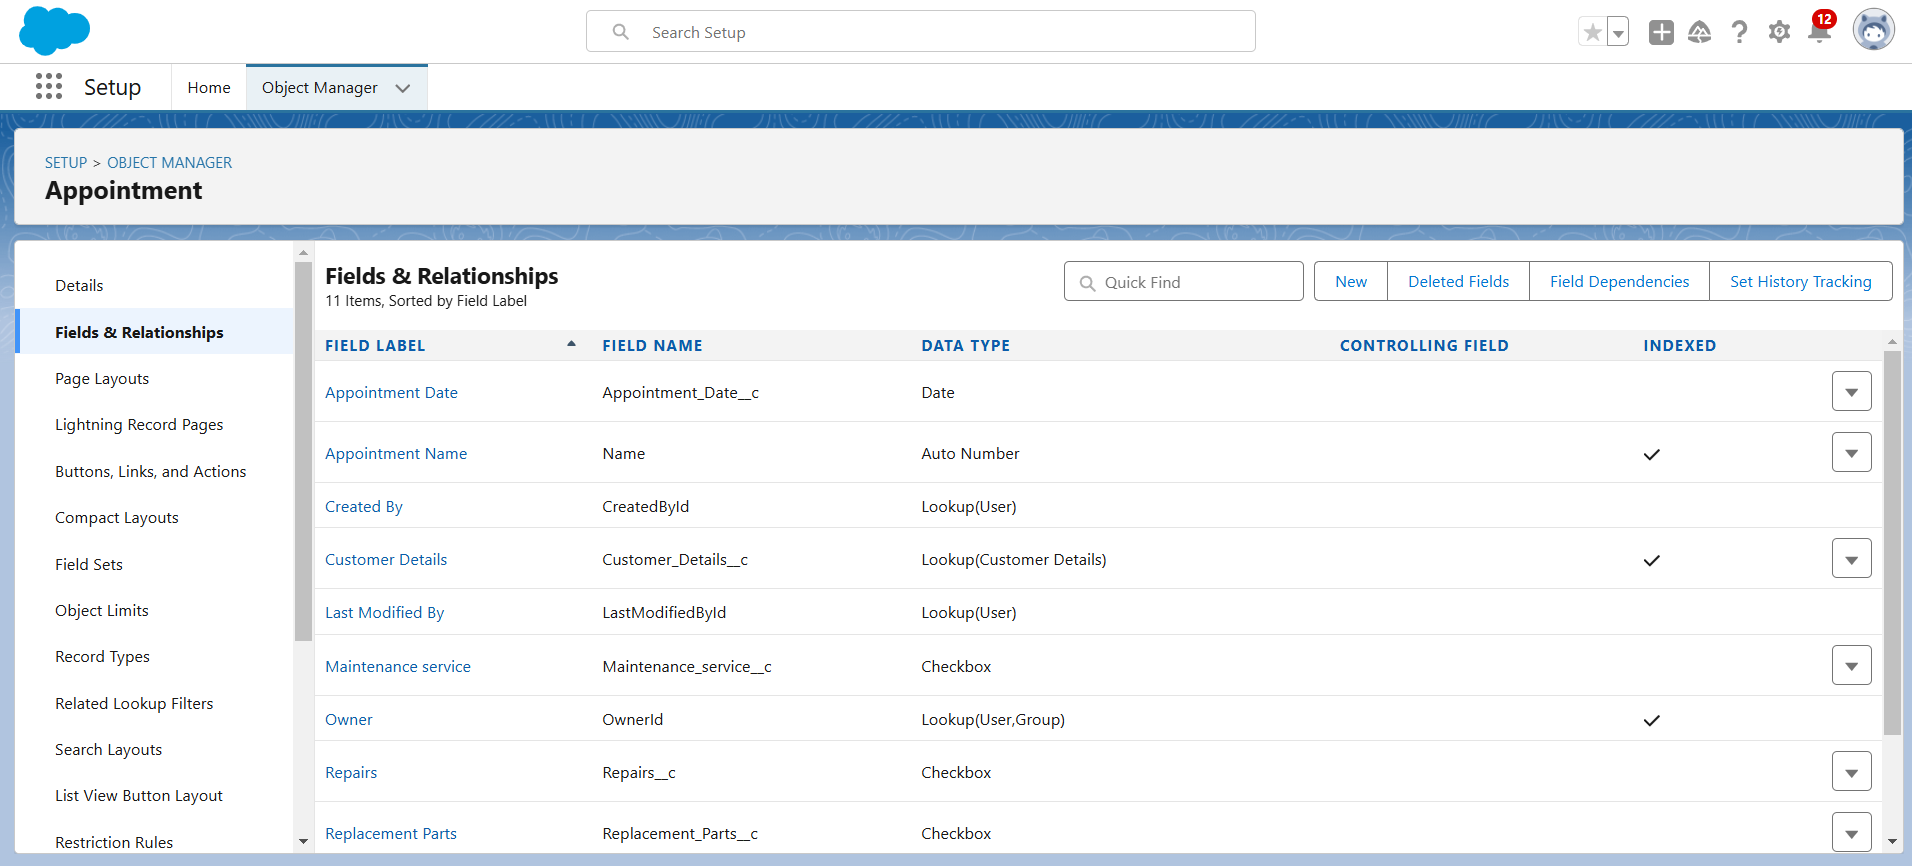 Search Setup
12
Setup
Home
Object Manager
SETUP > OBJECT MANAGER
Appointment
Details
Fields & Relationships
Page Layouts
Lightning Record Pages
Buttons, Links, and Actions
Compact Layouts
Field Sets
Object Limits
Record Types
Related Lookup Filters
Search Layouts
List View Button Layout
Restriction Rules
Fields & Relationships
11 Items, Sorted by Field Label
Quick Find
New
Deleted Fields
Field Dependencies
Set History Tracking
FIELD LABEL FIELD NAME DATA TYPE CONTROLLING FIELD INDEXED
Appointment Date Appointment_Date__c Date
Appointment Name Name Auto Number
Created By CreatedById Lookup(User)
Customer Details Customer_Details__c Lookup(Customer Details)
Last Modified By LastModifiedById Lookup(User)
Maintenance service Maintenance_service__c Checkbox
Owner OwnerId Lookup(User,Group)
Repairs Repairs__c Checkbox
Replacement Parts Replacement_Parts__c Checkbox